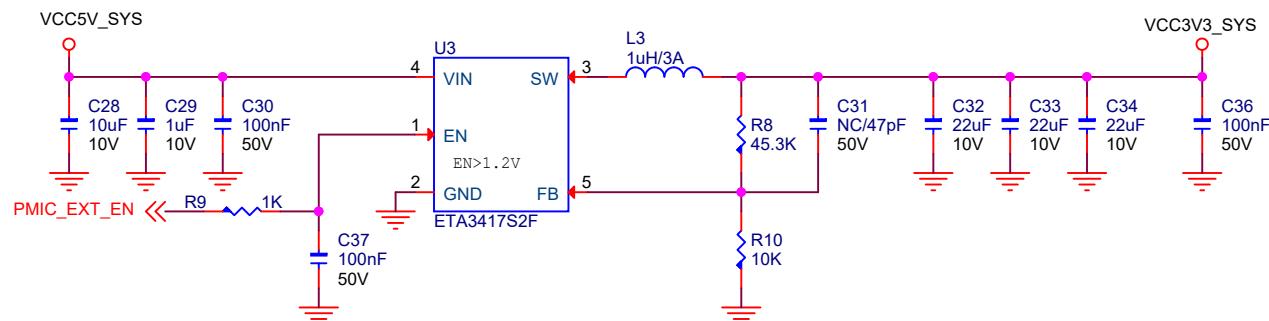 VCC5V_SYS
VCC3V3_SYS
L3
1uH/3A
U3
4
VIN
SW
3
C28
10uF
10V
C29
1uF
10V
C30
100nF
50V
1
EN
EN>1.2V
R8
45.3K
C31
NC/47pF
50V
C32
22uF
10V
C33
22uF
10V
C34
22uF
10V
C36
100nF
50V
2
GND
FB
5
ETA3417S2F
PMIC_EXT_EN
R9
1K
C37
100nF
50V
R10
10K